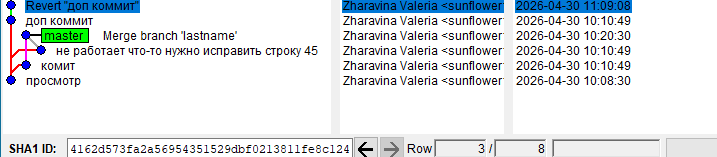 Revert "доп коммит" Zharavina Valeria <sunflower 2026-04-30 11:09:08
доп коммит Zharavina Valeria <sunflower 2026-04-30 10:10:49
master Merge branch 'lastname' Zharavina Valeria <sunflower 2026-04-30 10:20:30
не работает что-то нужно исправить строку 45 Zharavina Valeria <sunflower 2026-04-30 10:10:49
комит Zharavina Valeria <sunflower 2026-04-30 10:10:49
просмотр Zharavina Valeria <sunflower 2026-04-30 10:08:30
SHA1 ID: 4162d573fa2a56954351529dbf0213811fe8c124 Row 3 / 8